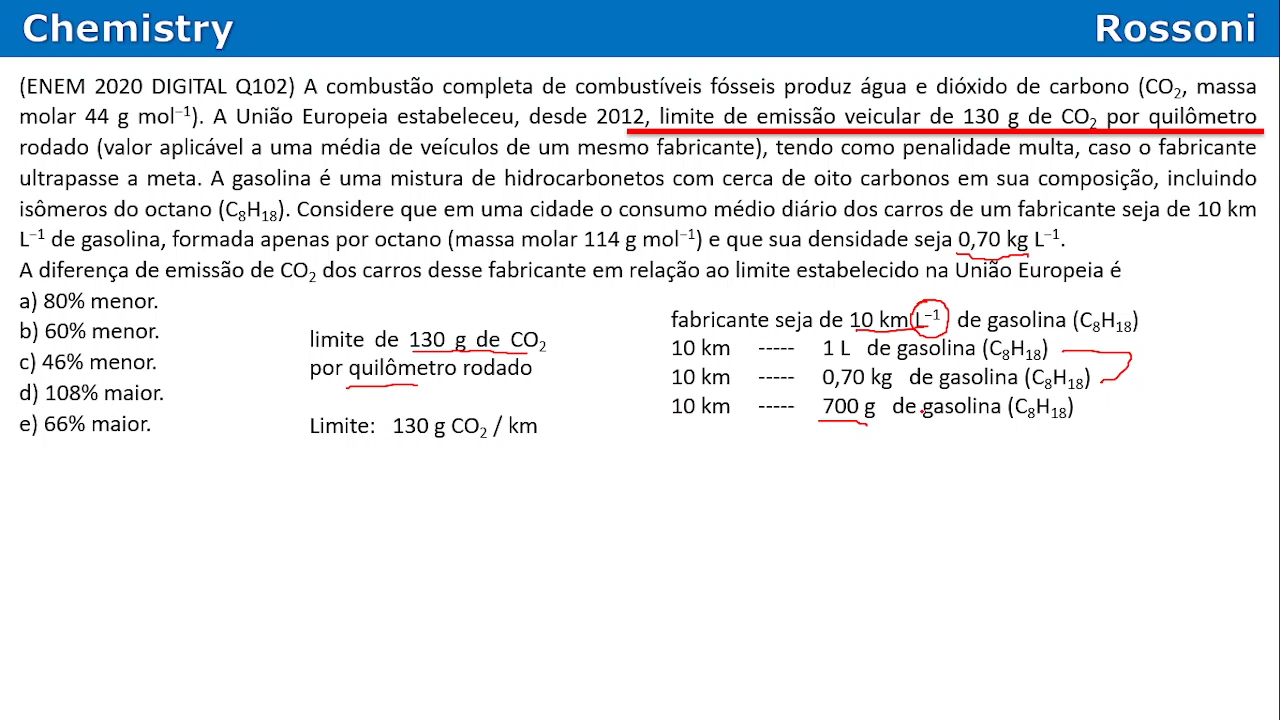 Chemistry
Rossoni
(ENEM 2020 DIGITAL Q102) A combustão completa de combustíveis fósseis produz água e dióxido de carbono (CO₂, massa
molar 44 g mol⁻¹). A União Europeia estabeleceu, desde 2012, limite de emissão veicular de 130 g de CO₂ por quilômetro
rodado (valor aplicável a uma média de veículos de um mesmo fabricante), tendo como penalidade multa, caso o fabricante
ultrapasse a meta. A gasolina é uma mistura de hidrocarbonetos com cerca de oito carbonos em sua composição, incluindo
isômeros do octano (C₈H₁₈). Considere que em uma cidade o consumo médio diário dos carros de um fabricante seja de 10 km
L⁻¹ de gasolina, formada apenas por octano (massa molar 114 g mol⁻¹) e que sua densidade seja 0,70 kg L⁻¹.
A diferença de emissão de CO₂ dos carros desse fabricante em relação ao limite estabelecido na União Europeia é
a) 80% menor.
b) 60% menor.
c) 46% menor.
d) 108% maior.
e) 66% maior.
limite de 130 g de CO₂
por quilômetro rodado
Limite: 130 g CO₂ / km
fabricante seja de 10 km L⁻¹ de gasolina (C₈H₁₈)
10 km ----- 1 L de gasolina (C₈H₁₈)
10 km ----- 0,70 kg de gasolina (C₈H₁₈)
10 km ----- 700 g de gasolina (C₈H₁₈)